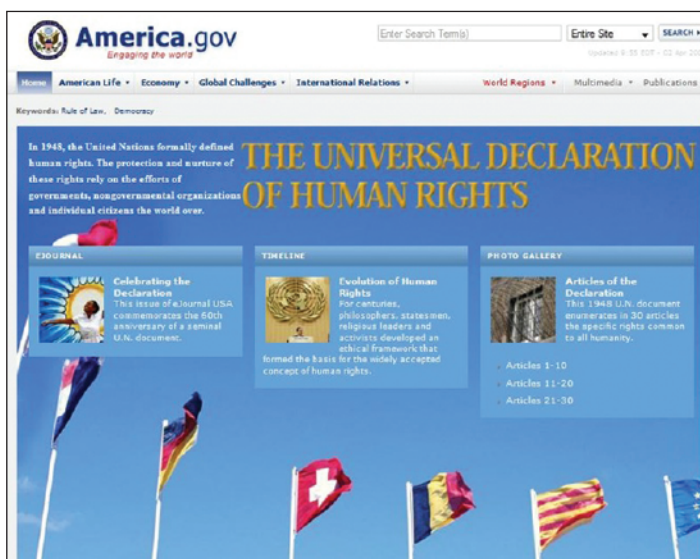 America.gov
Engaging the world
Enter Search Term(s)
Entire Site
SEARCH
Updated 9:55 EDT - 02 Apr
Home
American Life
Economy
Global Challenges
International Relations
World Regions
Multimedia
Publications
Keywords: Rule of Law, Democracy
In 1948, the United Nations formally defined
human rights. The protection and nurture of
these rights rely on the efforts of
governments, nongovernmental organizations
and individual citizens the world over.
THE UNIVERSAL DECLARATION
OF HUMAN RIGHTS
EJOURNAL
Celebrating the
Declaration
This issue of eJournal USA
commemorates the 60th
anniversary of a seminal
U.N. document.
TIMELINE
Evolution of Human
Rights
For centuries,
philosophers, statesmen,
religious leaders and
activists developed an
ethical framework that
formed the basis for the widely accepted
concept of human rights.
PHOTO GALLERY
Articles of the
Declaration
This 1948 U.N. document
enumerates in 30 articles
the specific rights common
to all humanity.
Articles 1-10
Articles 11-20
Articles 21-30